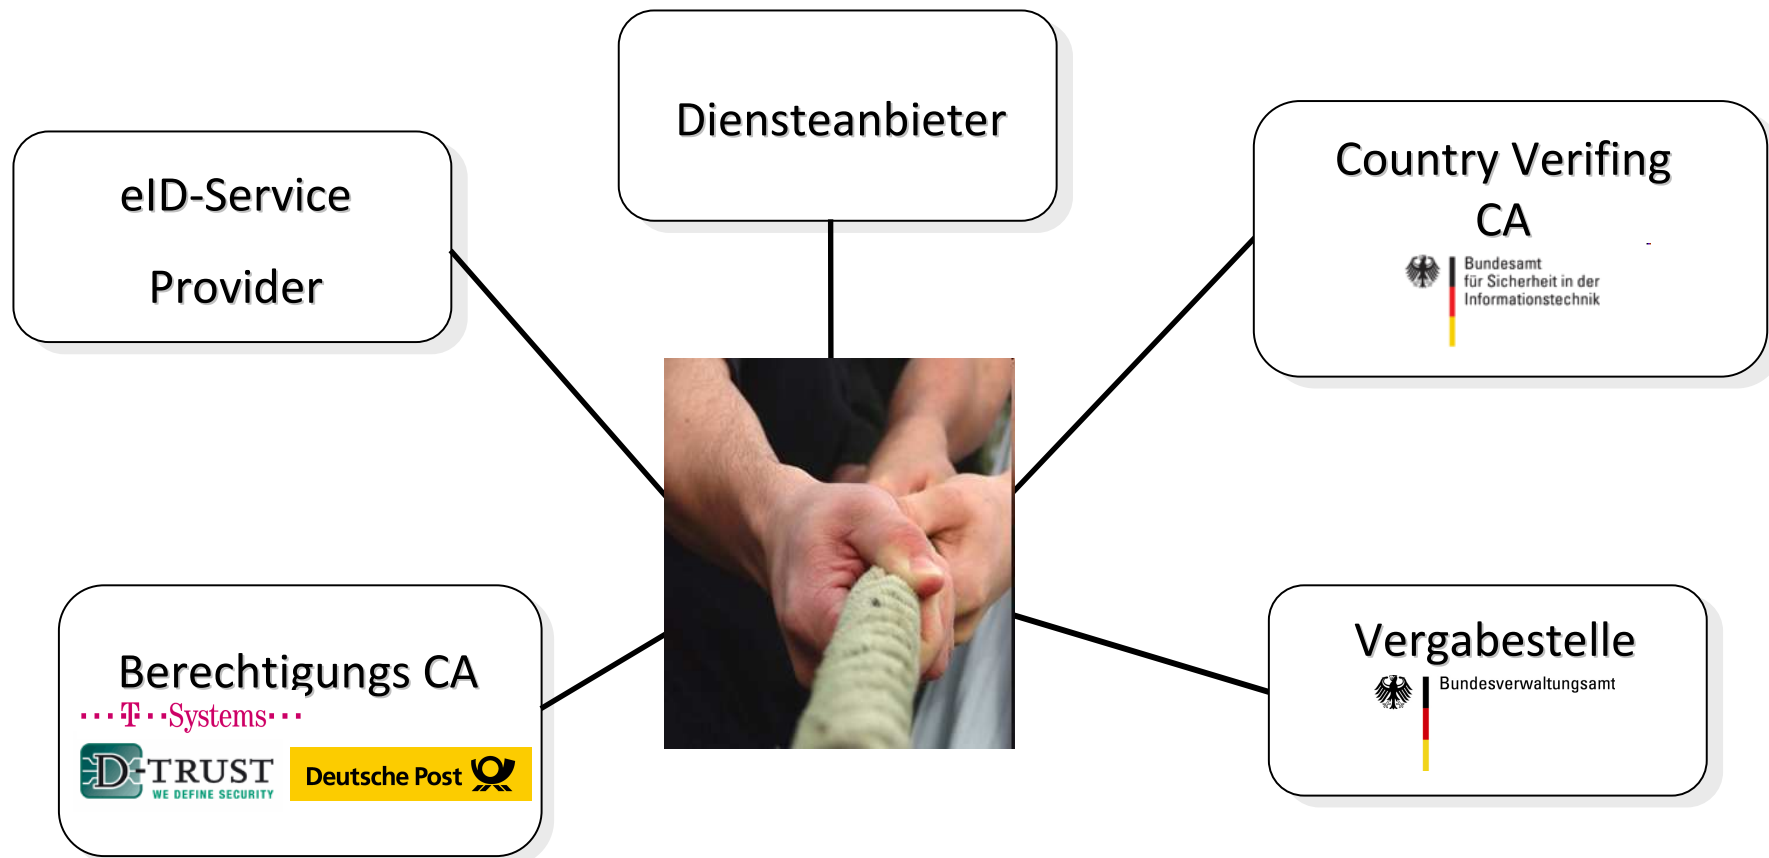 Diensteanbieter
eID-Service
Provider
Country Verifing
CA
Bundesamt
für Sicherheit in der
Informationstechnik
Berechtigungs CA
···T···Systems···
D-TRUST
WE DEFINE SECURITY
Deutsche Post
Vergabestelle
Bundesverwaltungsamt